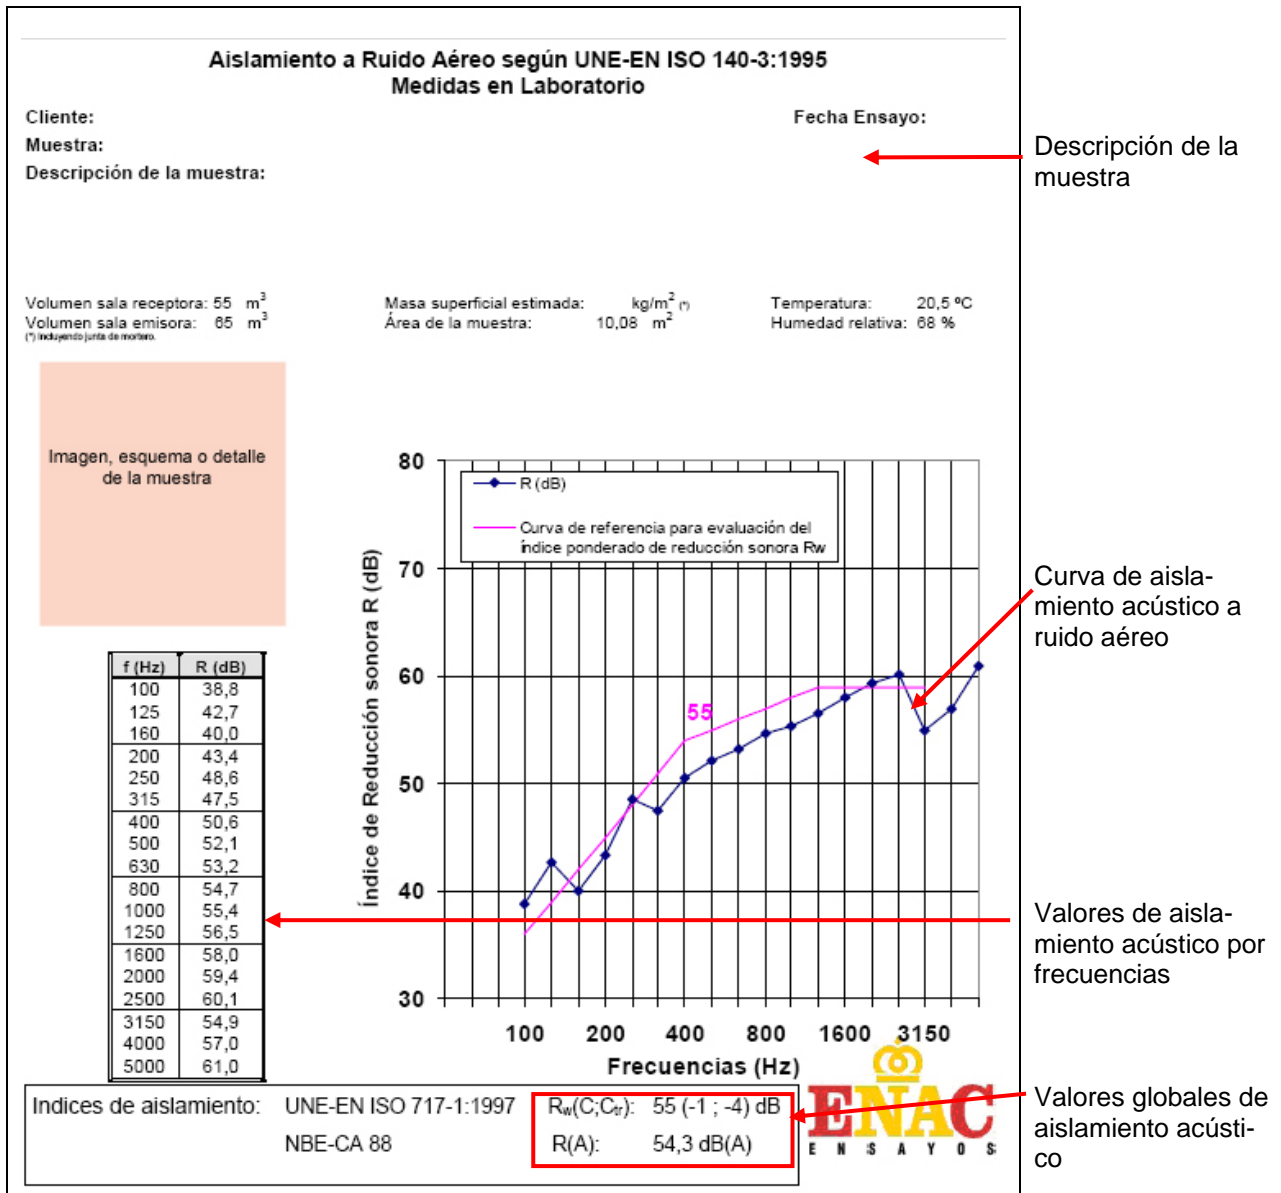 Aislamiento a Ruido Aéreo según UNE-EN ISO 140-3:1995
Medidas en Laboratorio
Cliente:
Fecha Ensayo:
Muestra:
Descripción de la muestra:
Descripción de la
muestra
Volumen sala receptora: 55 m³
Masa superficial estimada: kg/m² (*)
Temperatura: 20,5 ºC
Volumen sala emisora: 65 m³
Área de la muestra: 10,08 m²
Humedad relativa: 68 %
(*) Incluyendo junta de mortero.
Imagen, esquema o detalle
de la muestra
f (Hz) R (dB)
100 38,8
125 42,7
160 40,0
200 43,4
250 48,6
315 47,5
400 50,6
500 52,1
630 53,2
800 54,7
1000 55,4
1250 56,5
1600 58,0
2000 59,4
2500 60,1
3150 54,9
4000 57,0
5000 61,0
Índice de Reducción sonora R (dB)
80
70
60
50
40
30
R (dB)
Curva de referencia para evaluación del
índice ponderado de reducción sonora Rw
55
100 200 400 800 1600 3150
Frecuencias (Hz)
Curva de aisla-
miento acústico a
ruido aéreo
Valores de aisla-
miento acústico por
frecuencias
Indices de aislamiento: UNE-EN ISO 717-1:1997 Rw(C;Ctr): 55 (-1 ; -4) dB
NBE-CA 88 R(A): 54,3 dB(A)
ENAC
ENSAYOS
Valores globales de
aislamiento acústi-
co